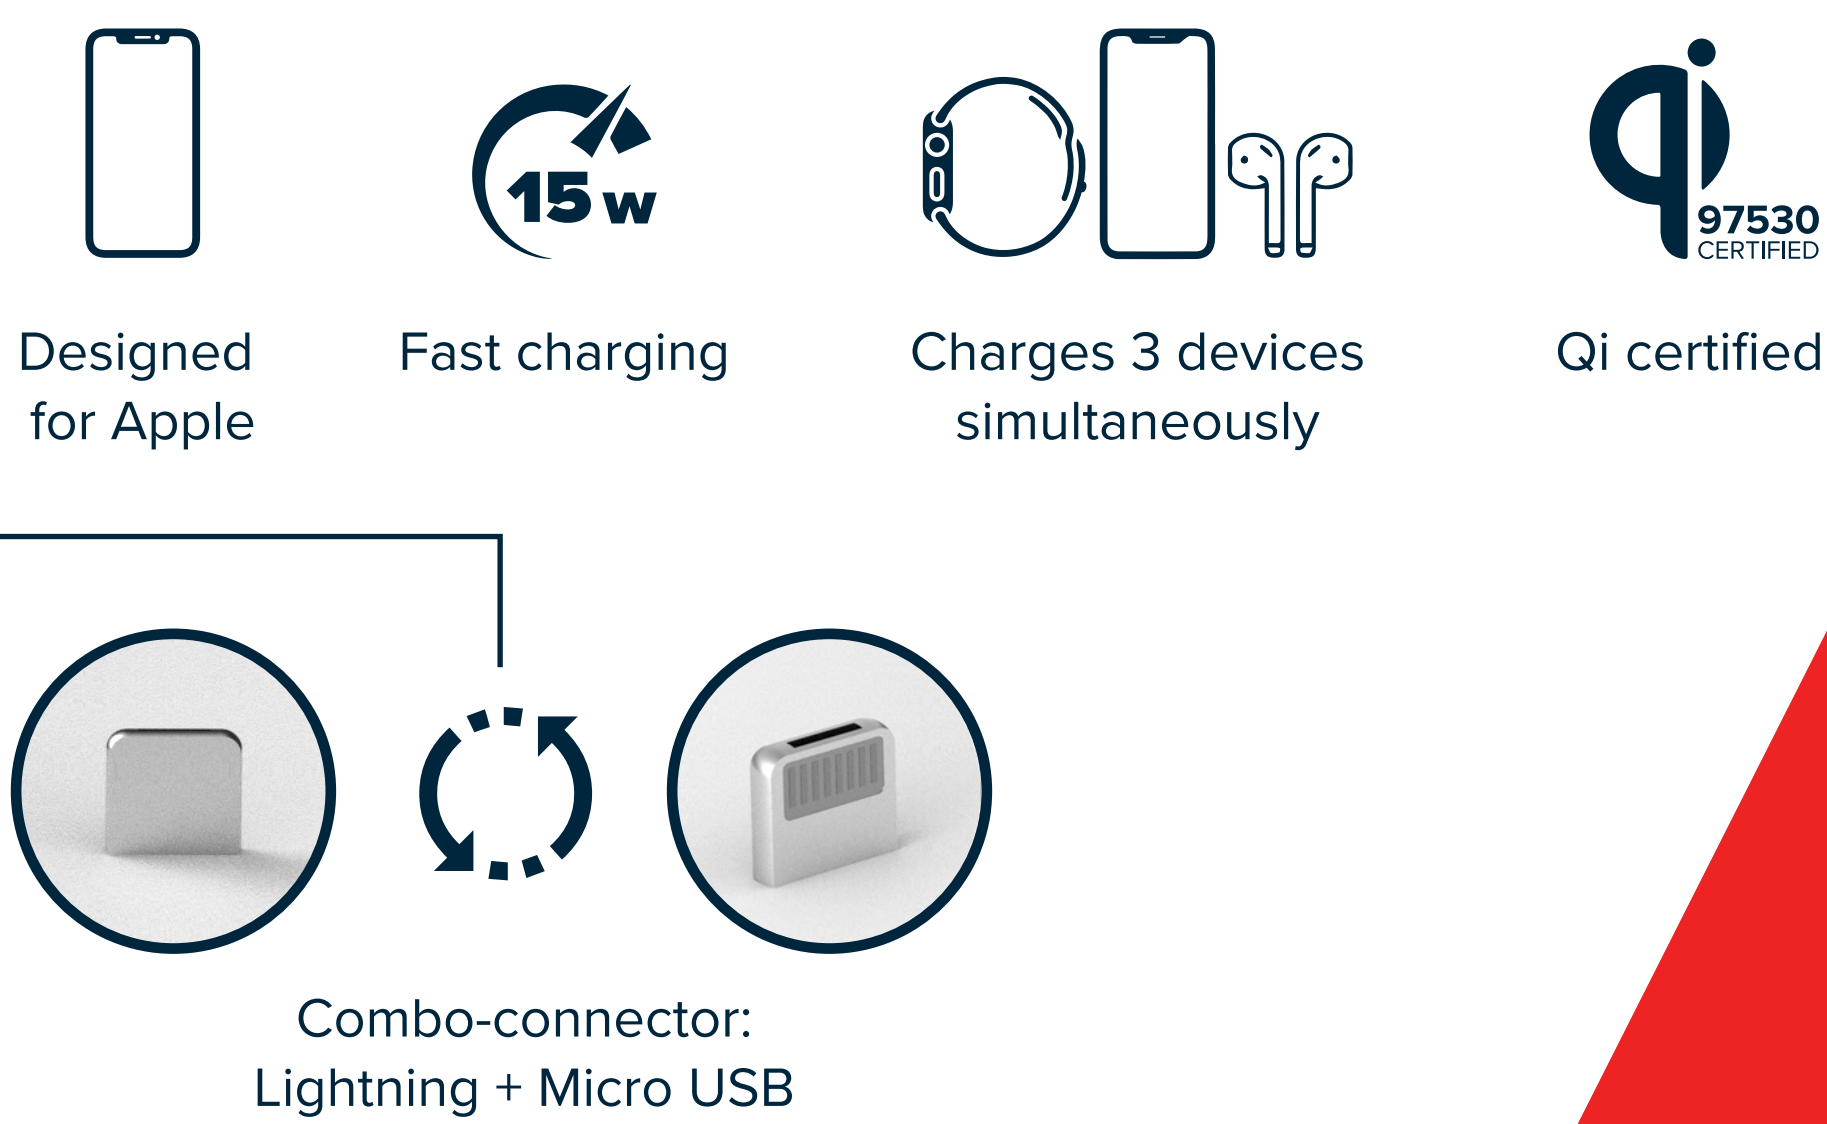 15 w
97530
CERTIFIED
Designed
for Apple
Fast charging
Charges 3 devices
simultaneously
Qi certified
Combo-connector:
Lightning + Micro USB